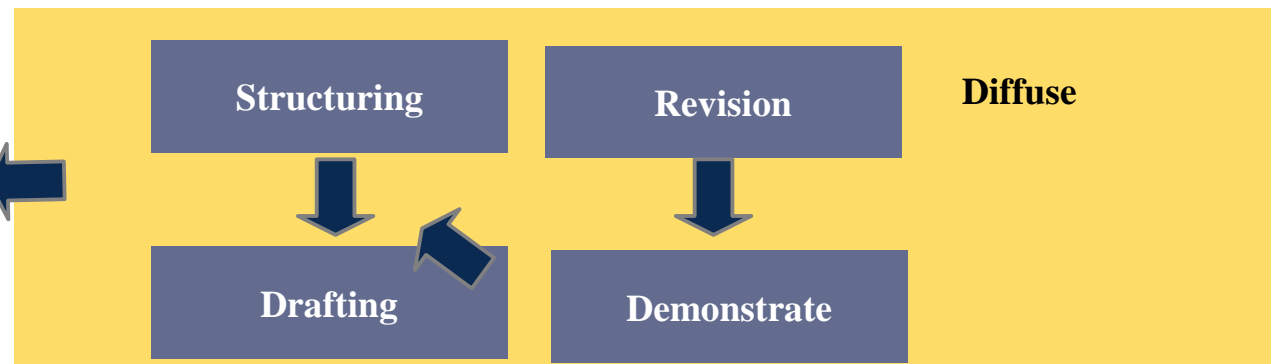 Structuring
Revision
Diffuse
Drafting
Demonstrate